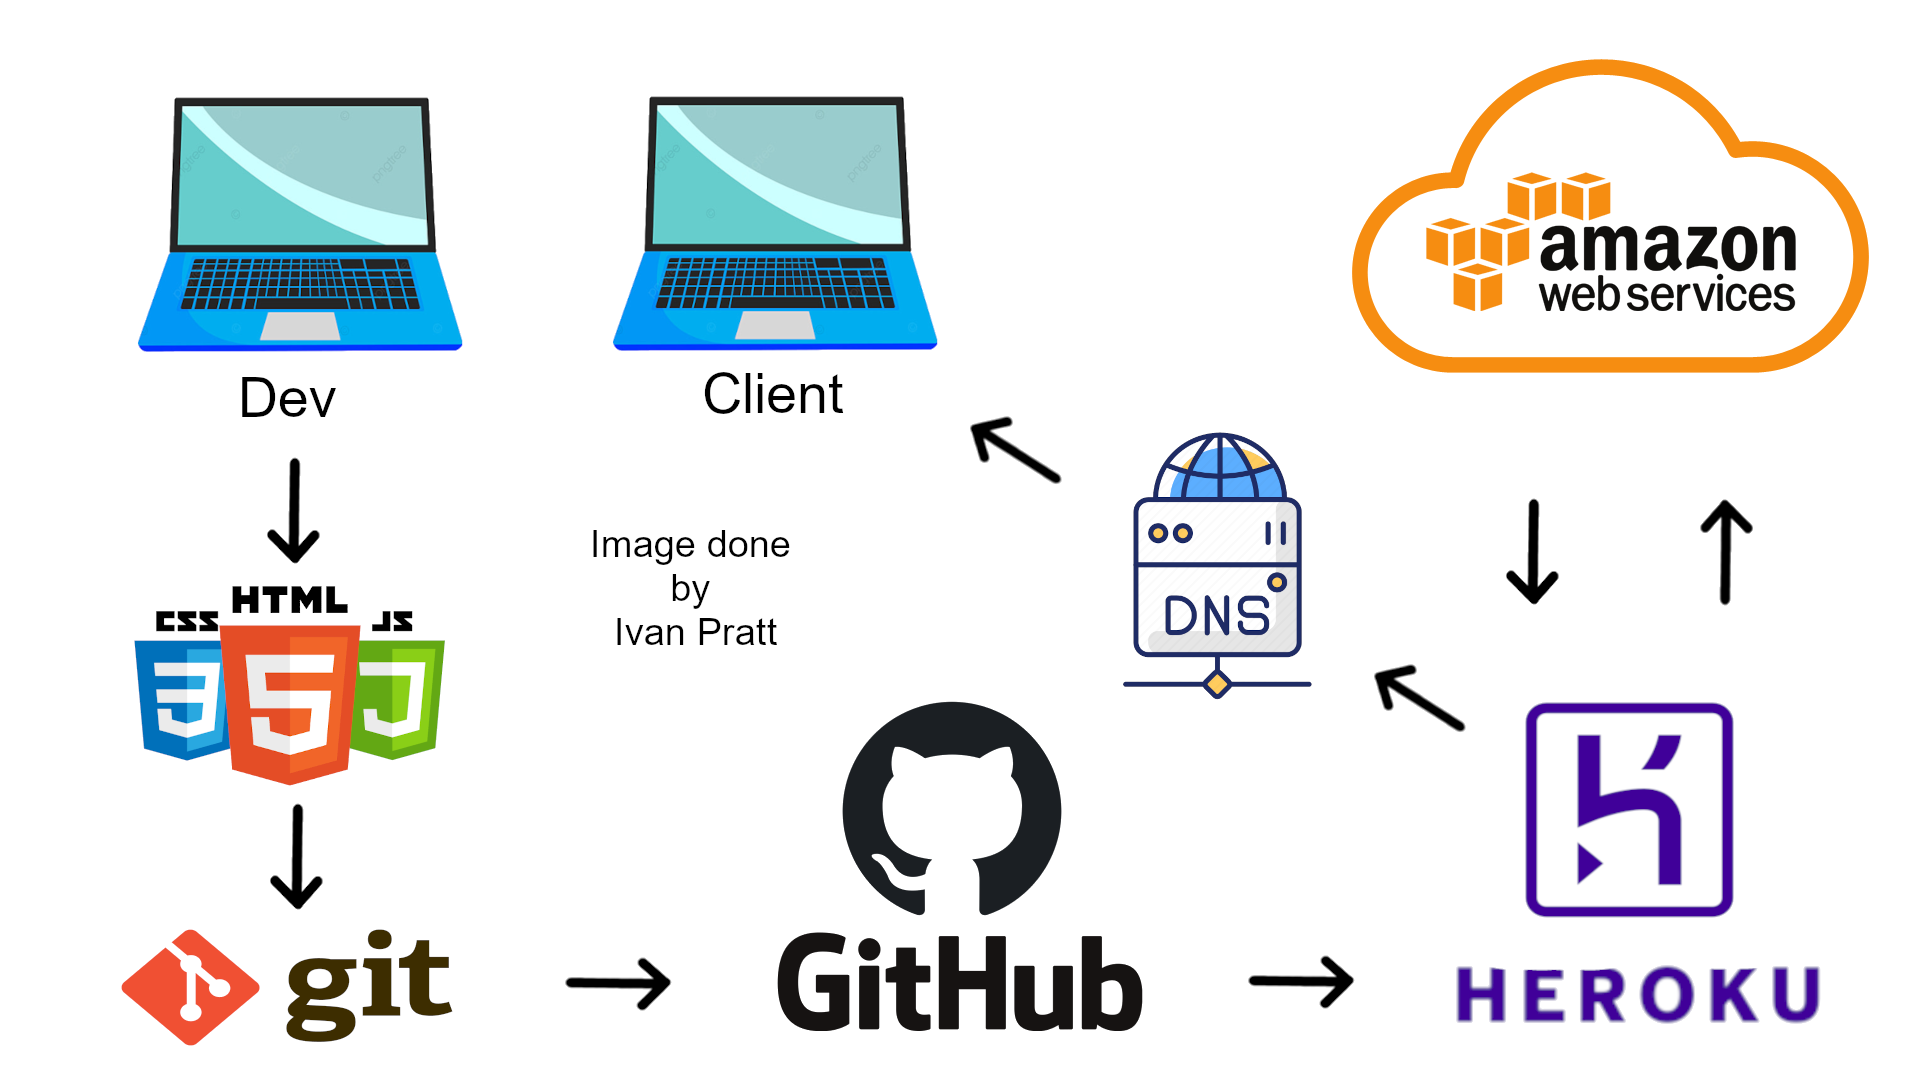 amazon
web services
Dev
Client
Image done
by
Ivan Pratt
DNS
HTML
CSS
JS
git
GitHub
HEROKU